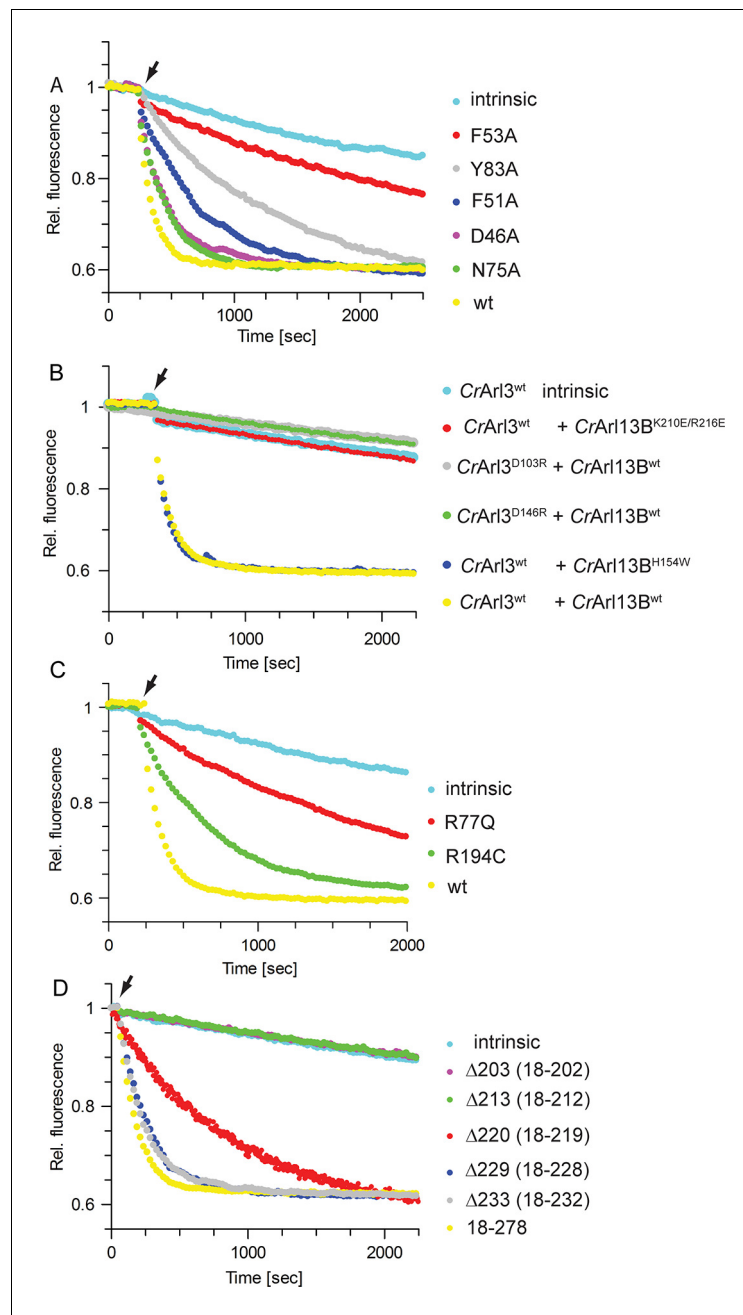 A
1
0.8
0.6
Rel. fluorescence
0
1000
2000
Time [sec]
intrinsic
F53A
Y83A
F51A
D46A
N75A
wt
B
1
0.8
0.6
Rel. fluorescence
0
1000
2000
Time [sec]
CrArl3wt intrinsic
CrArl3wt + CrArl13BK210E/R216E
CrArl3D103R + CrArl13Bwt
CrArl3D146R + CrArl13Bwt
CrArl3wt + CrArl13BH154W
CrArl3wt + CrArl13Bwt
C
1
0.8
0.6
Rel. fluorescence
0
1000
2000
Time [sec]
intrinsic
R77Q
R194C
wt
D
1
0.8
0.6
Rel. fluorescence
0
1000
2000
Time [sec]
intrinsic
Δ203 (18-202)
Δ213 (18-212)
Δ220 (18-219)
Δ229 (18-228)
Δ233 (18-232)
18-278